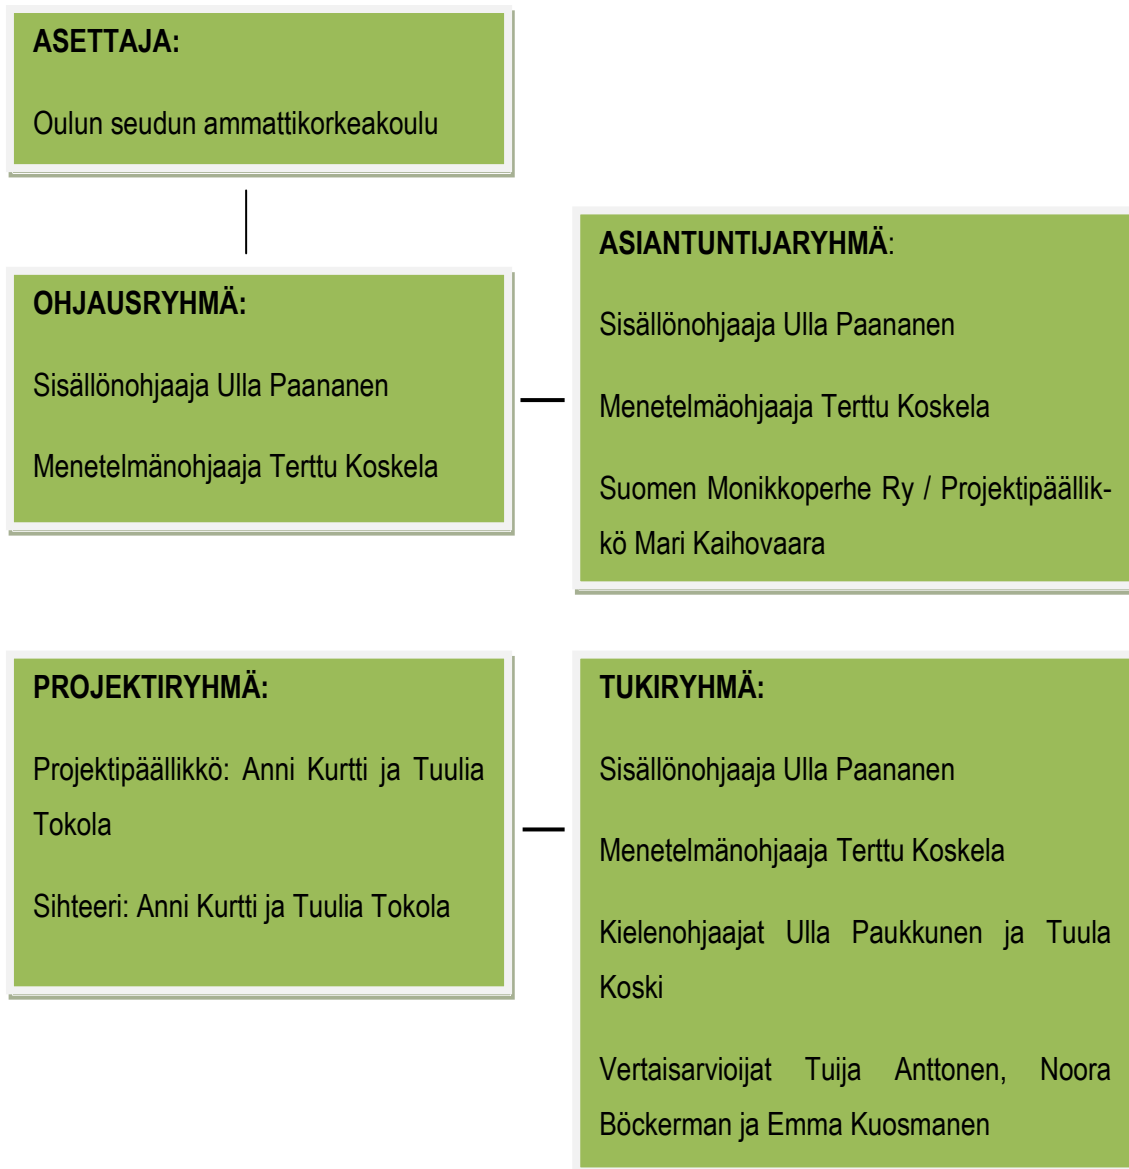 ASETTAJA:
Oulun seudun ammattikorkeakoulu
OHJAUSRYHMÄ:
Sisällönohjaaja Ulla Paananen
Menetelmänohjaaja Terttu Koskela
ASIANTUNTIJARYHMÄ:
Sisällönohjaaja Ulla Paananen
Menetelmäohjaaja Terttu Koskela
Suomen Monikkoperhe Ry / Projektipäällik-
kö Mari Kaihovaara
PROJEKTIRYHMÄ:
Projektipäällikkö: Anni Kurtti ja Tuulia
Tokola
Sihteeri: Anni Kurtti ja Tuulia Tokola
TUKIRYHMÄ:
Sisällönohjaaja Ulla Paananen
Menetelmänohjaaja Terttu Koskela
Kielenohjaajat Ulla Paukkunen ja Tuula
Koski
Vertaisarvioijat Tuija Anttonen, Noora
Böckerman ja Emma Kuosmanen